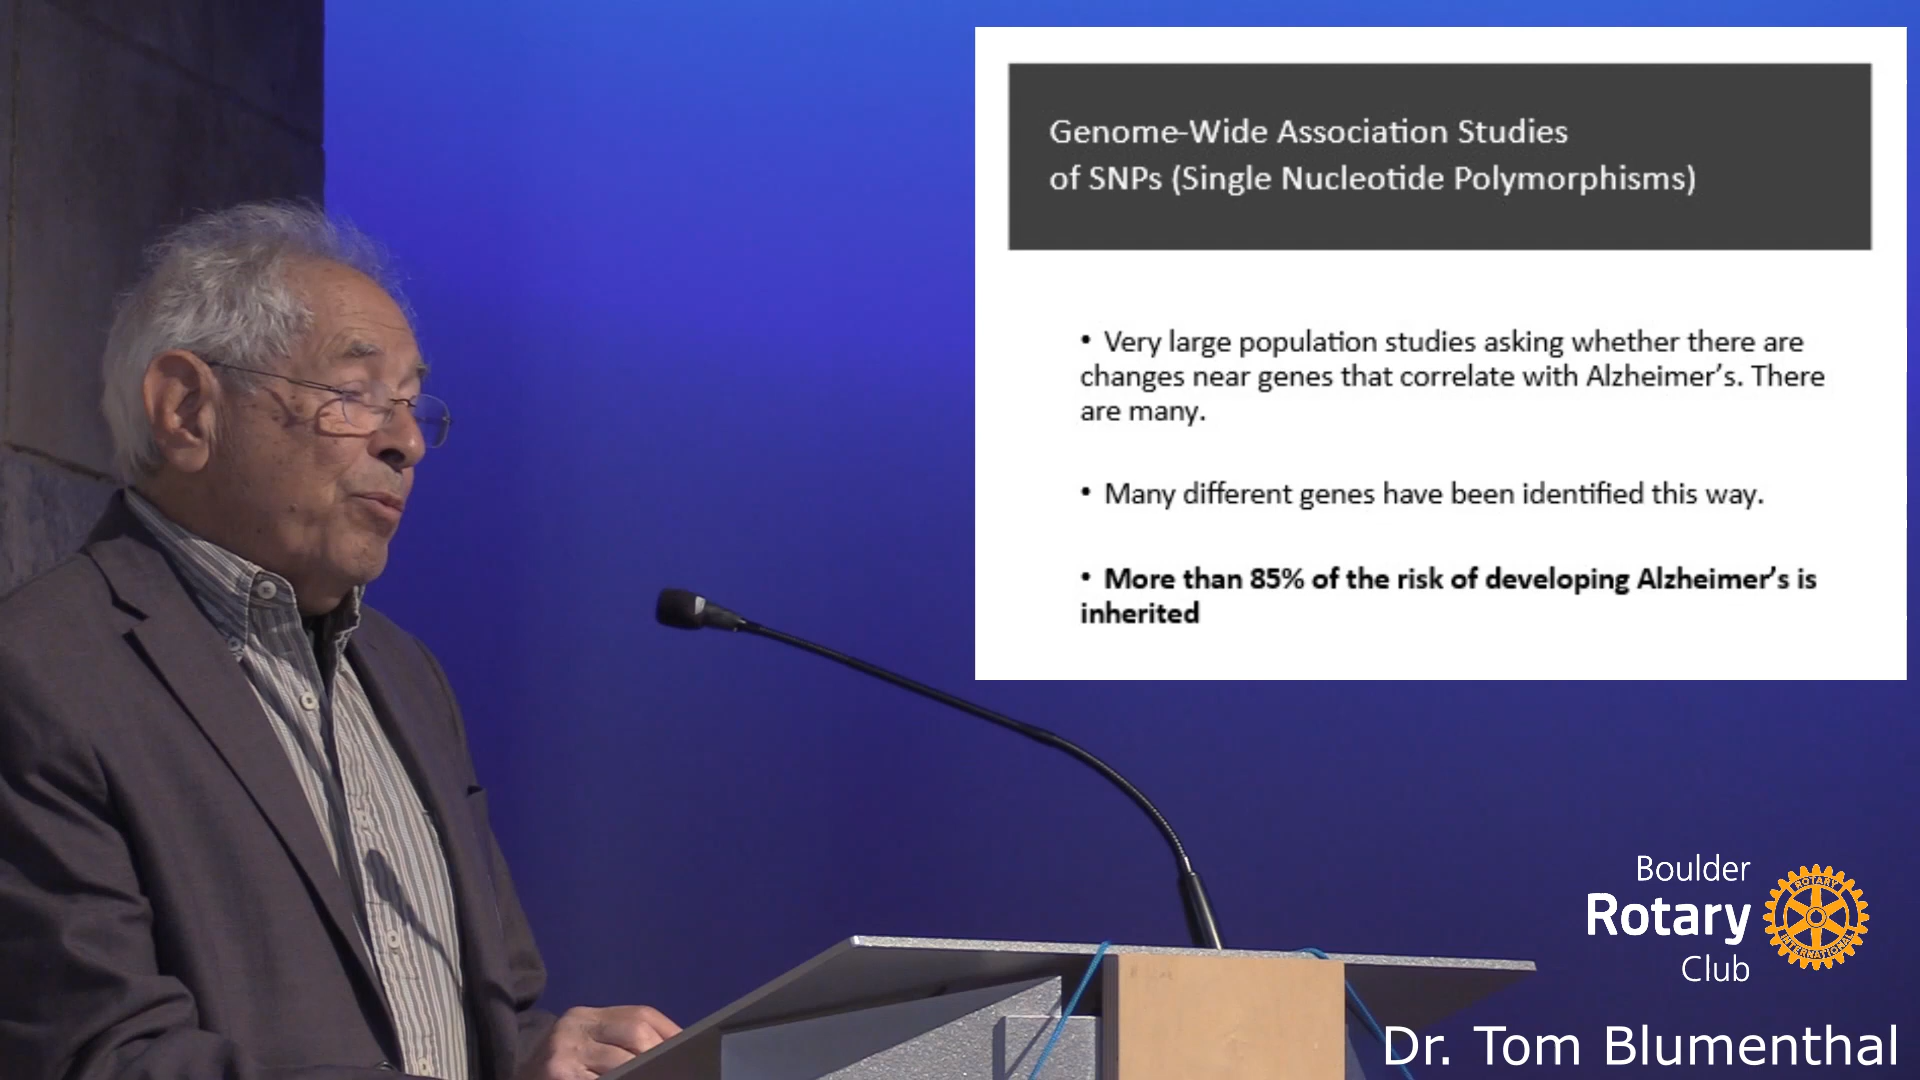 Genome-Wide Association Studies
of SNPs (Single Nucleotide Polymorphisms)
• Very large population studies asking whether there are
changes near genes that correlate with Alzheimer's. There
are many.
• Many different genes have been identified this way.
• More than 85% of the risk of developing Alzheimer's is
inherited
Boulder
Rotary
Club
ROTARY
INTERNATIONAL
Dr. Tom Blumenthal